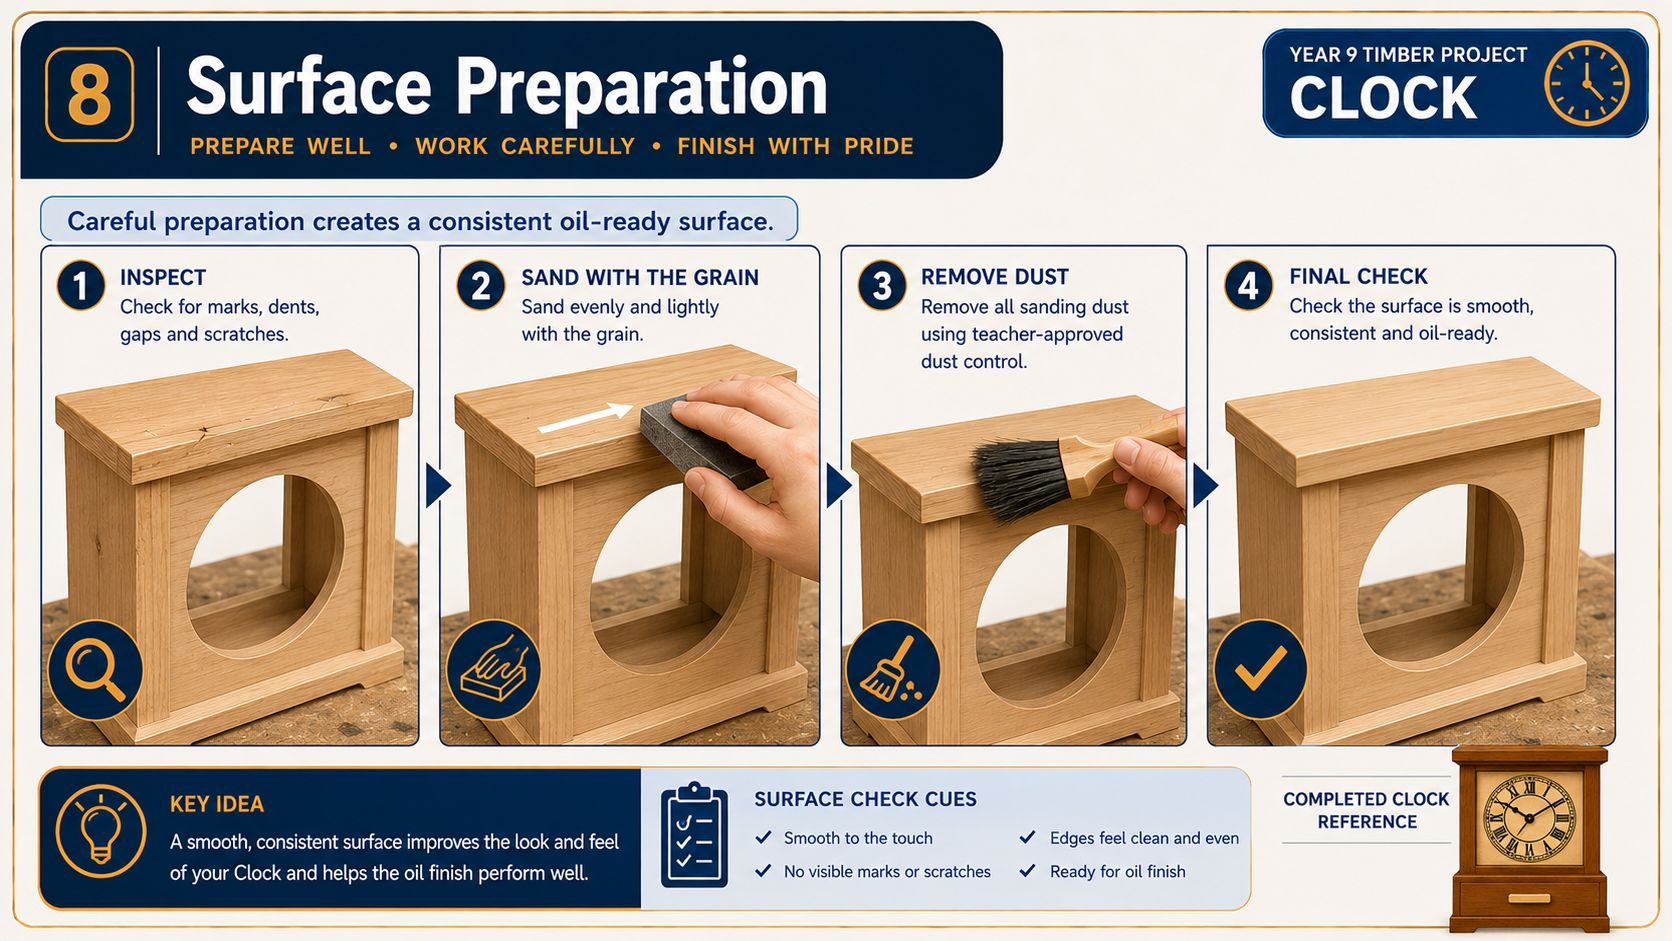 8
Surface Preparation
PREPARE WELL • WORK CAREFULLY • FINISH WITH PRIDE
YEAR 9 TIMBER PROJECT
CLOCK
Careful preparation creates a consistent oil-ready surface.
1
INSPECT
Check for marks, dents,
gaps and scratches.
2
SAND WITH THE GRAIN
Sand evenly and lightly
with the grain.
3
REMOVE DUST
Remove all sanding dust
using teacher-approved
dust control.
4
FINAL CHECK
Check the surface is smooth,
consistent and oil-ready.
KEY IDEA
A smooth, consistent surface improves the look and feel
of your Clock and helps the oil finish perform well.
SURFACE CHECK CUES
✓ Smooth to the touch
✓ No visible marks or scratches
✓ Edges feel clean and even
✓ Ready for oil finish
COMPLETED CLOCK
REFERENCE